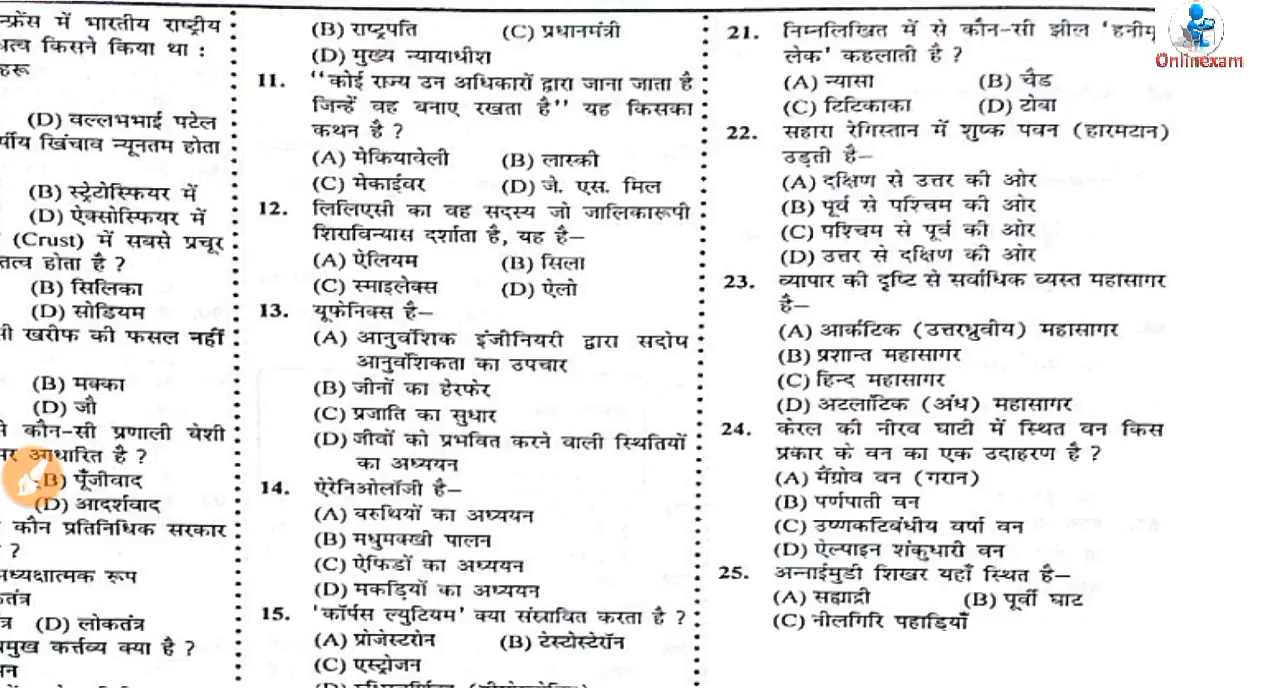 न्फ्रेंस में भारतीय राष्ट्रीय
किसने किया था :
(D) वल्लभभाई पटेल
खिंचाव न्यूनतम होता
(B) स्ट्रेटोस्फियर में
(D) ऐक्सोस्फियर में
(Crust) में सबसे प्रचूर
तत्व होता है ?
(B) सिलिका
(D) सोडियम
सी खरीफ की फसल नहीं
(B) मक्का
(D) जौ
से कौन-सी प्रणाली बेशी
पर आधारित है ?
(B) पूँजीवाद
(D) आदर्शवाद
कौन प्रतिनिधिक सरकार
?
अध्यक्षात्मक रूप
(D) लोकतंत्र
प्रमुख कर्त्तव्य क्या है ?
(B) राष्ट्रपति (C) प्रधानमंत्री
(D) मुख्य न्यायाधीश
11. ‘‘कोई राज्य उन अधिकारों द्वारा जाना जाता है
जिन्हें वह बनाए रखता है’’ यह किसका
कथन है ?
(A) मेकियावेली (B) लास्की
(C) मेकाईवर (D) जे. एस. मिल
12. लिलिएसी का वह सदस्य जो जालिकारूपी
शिराविन्यास दर्शाता है, यह है—
(A) ऐलियम (B) सिला
(C) स्माइलेक्स (D) ऐलो
13. यूफेनिक्स है—
(A) आनुवंशिक इंजीनियरी द्वारा सदोष
आनुवंशिकता का उपचार
(B) जीनों का हेरफेर
(C) प्रजाति का सुधार
(D) जीवों को प्रभवित करने वाली स्थितियों
का अध्ययन
14. ऐरेनिओलॉजी है—
(A) वरुथियों का अध्ययन
(B) मधुमक्खी पालन
(C) ऐफिडों का अध्ययन
(D) मकड़ियों का अध्ययन
15. 'कॉर्पस ल्युटियम' क्या संस्रावित करता है ?
(A) प्रोजेस्टरोन (B) टेस्टोस्टेरॉन
(C) एस्ट्रोजन
21. निम्नलिखित में से कौन-सी झील 'हनीमू
लेक' कहलाती है ?
(A) न्यासा (B) चैड
(C) टिटिकाका (D) टोबा
22. सहारा रेगिस्तान में शुष्क पवन (हारमटान)
उड़ती है—
(A) दक्षिण से उत्तर की ओर
(B) पूर्व से पश्चिम की ओर
(C) पश्चिम से पूर्व की ओर
(D) उत्तर से दक्षिण की ओर
23. व्यापार की दृष्टि से सर्वाधिक व्यस्त महासागर
है—
(A) आर्कटिक (उत्तरध्रुवीय) महासागर
(B) प्रशान्त महासागर
(C) हिन्द महासागर
(D) अटलांटिक (अंध) महासागर
24. केरल की नीरव घाटी में स्थित वन किस
प्रकार के वन का एक उदाहरण है ?
(A) मैंग्रोव वन (गरान)
(B) पर्णपाती वन
(C) उष्णकटिबंधीय वर्षा वन
(D) ऐल्पाइन शंकुधारी वन
25. अन्नाईमुडी शिखर यहाँ स्थित है—
(A) सह्याद्री (B) पूर्वी घाट
(C) नीलगिरि पहाड़ियाँ
Onlinexam